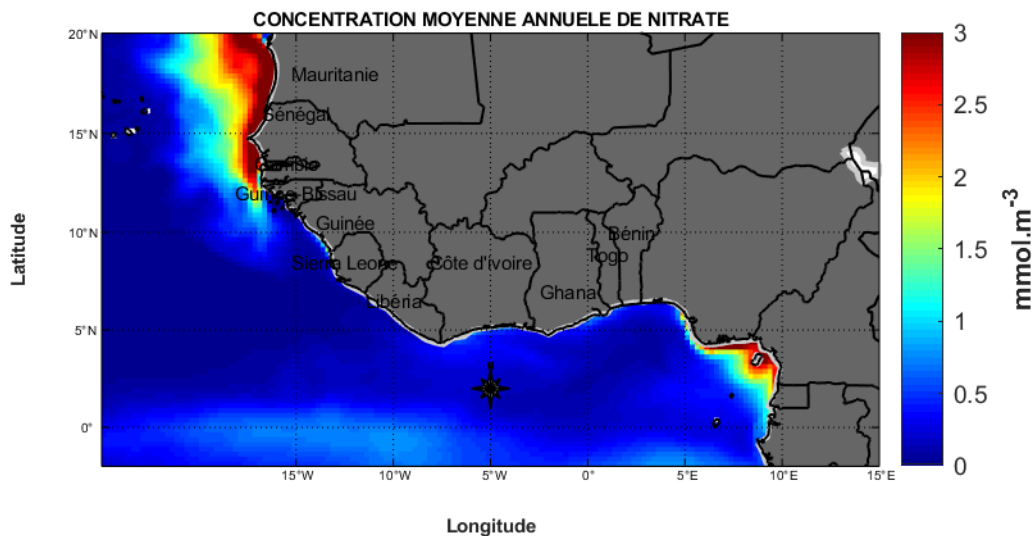 CONCENTRATION MOYENNE ANNUELE DE NITRATE
20°N
15°N
10°N
5°N
0°
Latitude
Mauritanie
Sénégal
Gambie
Guinée-Bissau
Guinée
Sierra Leone
Libéria
Côte d'ivoire
Ghana
Togo
Bénin
15°W
10°W
5°W
0°
5°E
10°E
15°E
Longitude
3
2.5
2
1.5
1
0.5
0
mmol.m-3